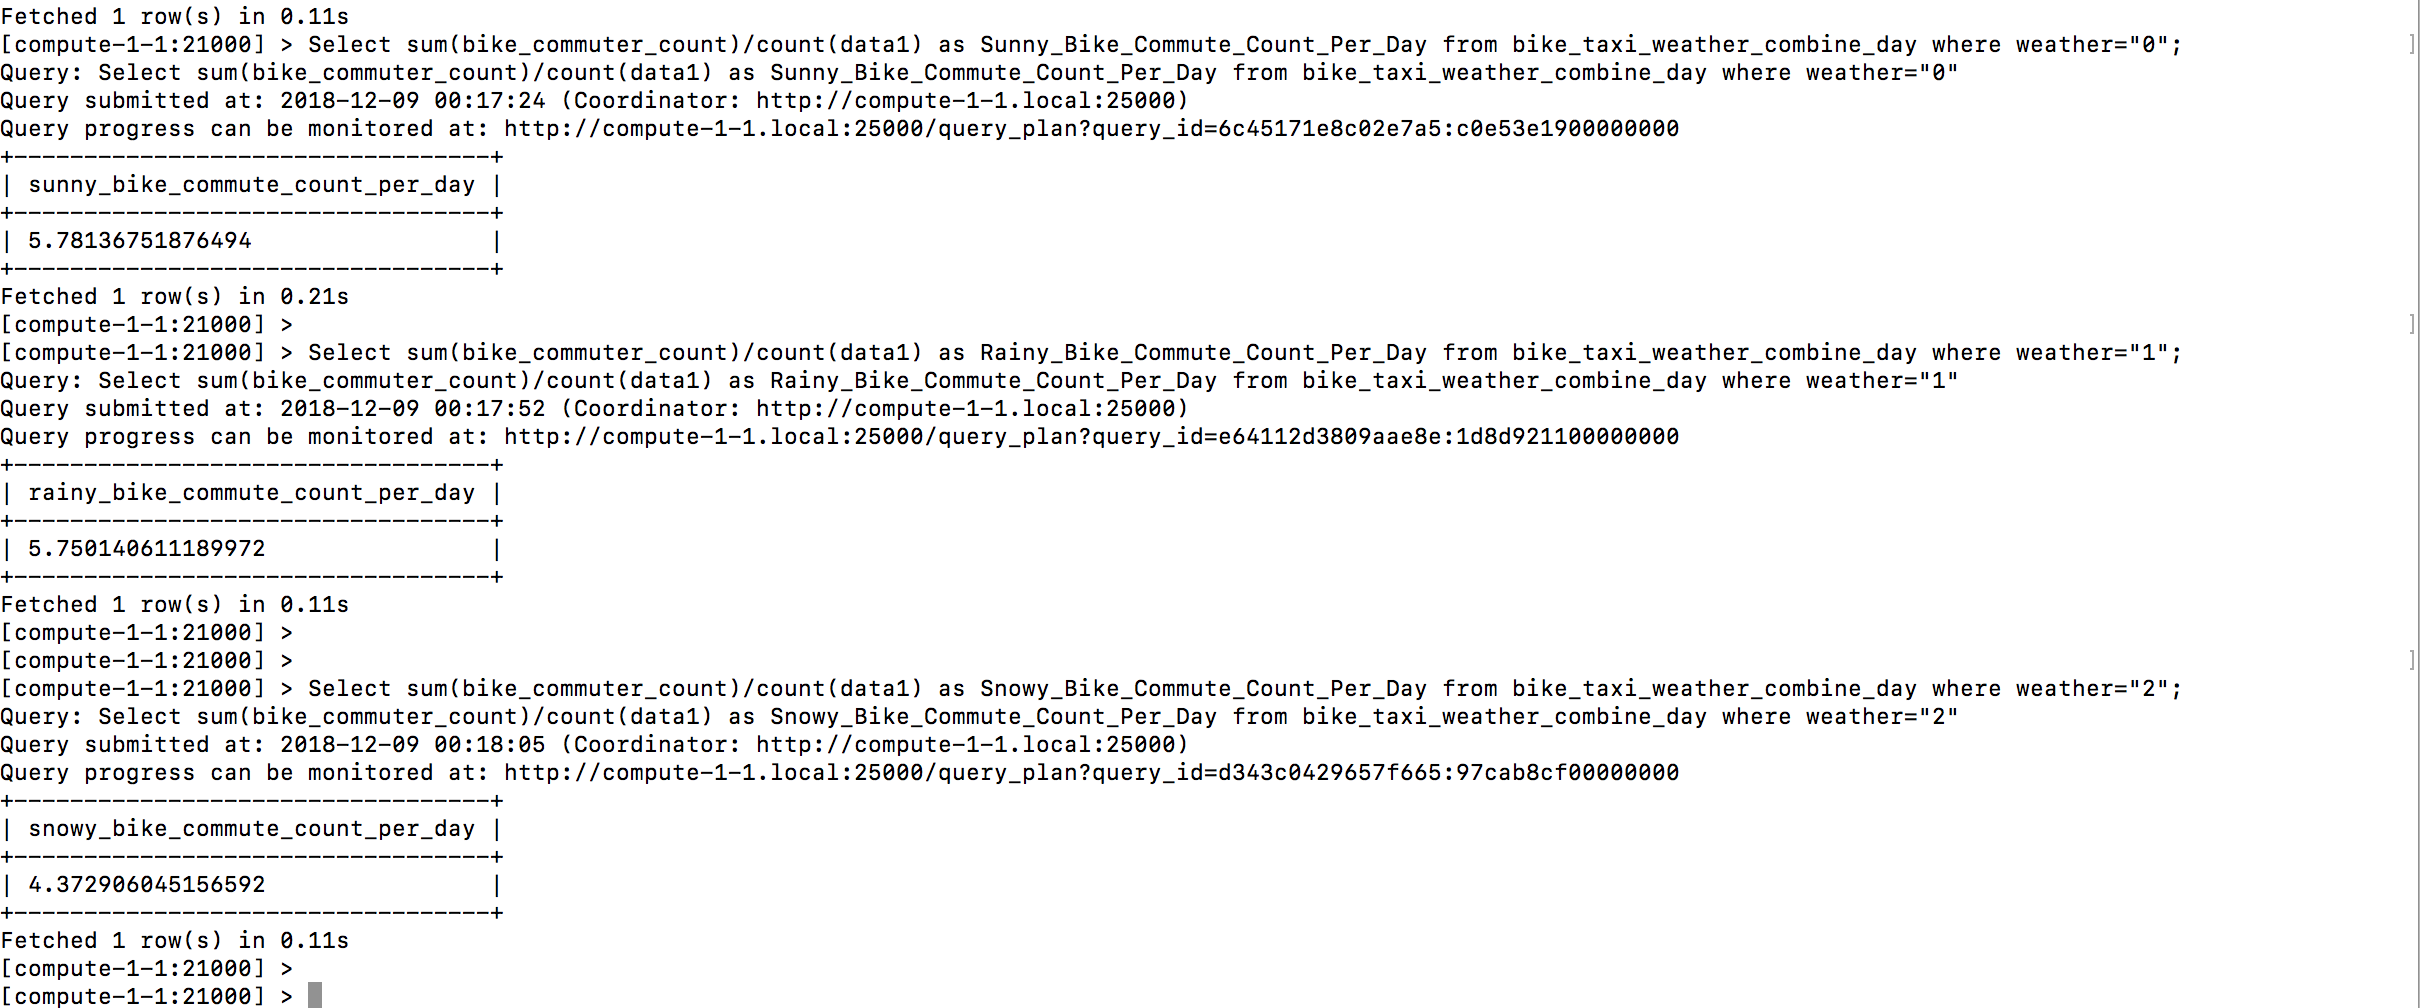 Fetched 1 row(s) in 0.11s
[compute-1-1:21000] > Select sum(bike_commuter_count)/count(data1) as Sunny_Bike_Commute_Count_Per_Day from bike_taxi_weather_combine_day where weather="0"; ]
Query: Select sum(bike_commuter_count)/count(data1) as Sunny_Bike_Commute_Count_Per_Day from bike_taxi_weather_combine_day where weather="0"
Query submitted at: 2018-12-09 00:17:24 (Coordinator: http://compute-1-1.local:25000)
Query progress can be monitored at: http://compute-1-1.local:25000/query_plan?query_id=6c45171e8c02e7a5:c0e53e1900000000
+----------------------------------+
| sunny_bike_commute_count_per_day |
+----------------------------------+
| 5.78136751876494                 |
+----------------------------------+
Fetched 1 row(s) in 0.21s
[compute-1-1:21000] > ]
[compute-1-1:21000] > Select sum(bike_commuter_count)/count(data1) as Rainy_Bike_Commute_Count_Per_Day from bike_taxi_weather_combine_day where weather="1";
Query: Select sum(bike_commuter_count)/count(data1) as Rainy_Bike_Commute_Count_Per_Day from bike_taxi_weather_combine_day where weather="1"
Query submitted at: 2018-12-09 00:17:52 (Coordinator: http://compute-1-1.local:25000)
Query progress can be monitored at: http://compute-1-1.local:25000/query_plan?query_id=e64112d3809aae8e:1d8d921100000000
+----------------------------------+
| rainy_bike_commute_count_per_day |
+----------------------------------+
| 5.750140611189972                |
+----------------------------------+
Fetched 1 row(s) in 0.11s
[compute-1-1:21000] >
[compute-1-1:21000] > ]
[compute-1-1:21000] > Select sum(bike_commuter_count)/count(data1) as Snowy_Bike_Commute_Count_Per_Day from bike_taxi_weather_combine_day where weather="2";
Query: Select sum(bike_commuter_count)/count(data1) as Snowy_Bike_Commute_Count_Per_Day from bike_taxi_weather_combine_day where weather="2"
Query submitted at: 2018-12-09 00:18:05 (Coordinator: http://compute-1-1.local:25000)
Query progress can be monitored at: http://compute-1-1.local:25000/query_plan?query_id=d343c0429657f665:97cab8cf00000000
+----------------------------------+
| snowy_bike_commute_count_per_day |
+----------------------------------+
| 4.372906045156592                |
+----------------------------------+
Fetched 1 row(s) in 0.11s
[compute-1-1:21000] >
[compute-1-1:21000] >